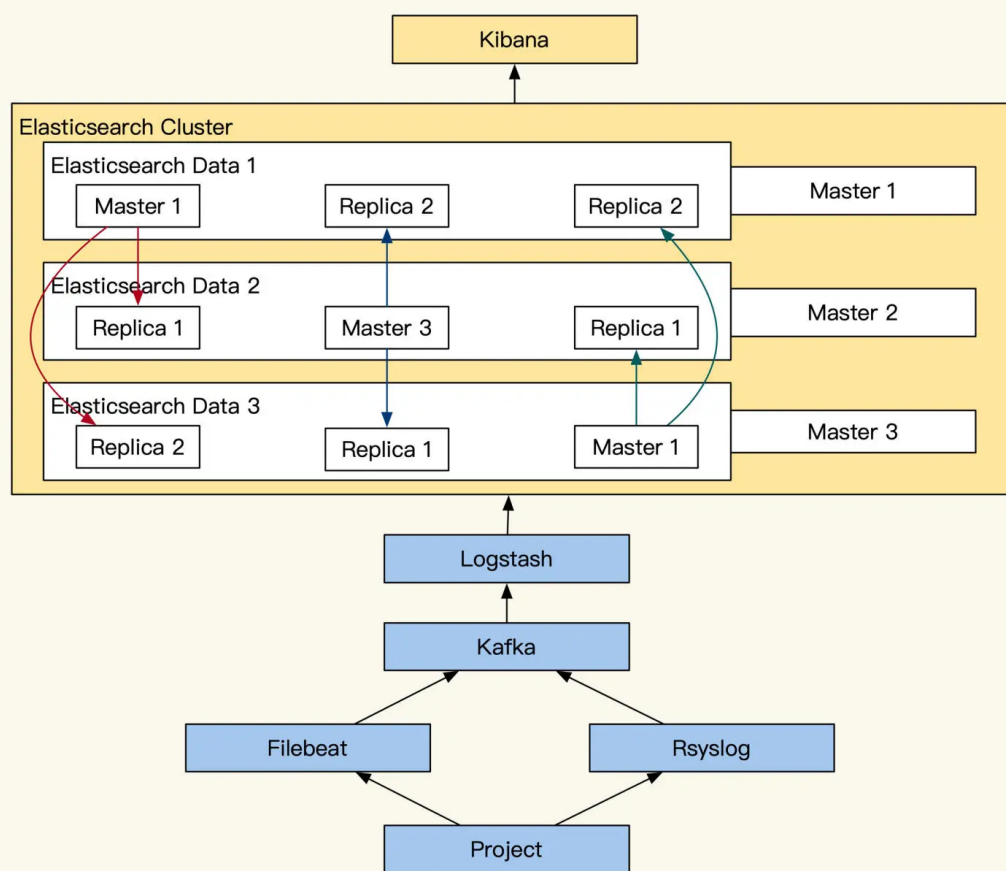 Kibana
Elasticsearch Cluster
Elasticsearch Data 1
Master 1
Replica 2
Replica 2
Master 1
Elasticsearch Data 2
Replica 1
Master 3
Replica 1
Master 2
Elasticsearch Data 3
Replica 2
Replica 1
Master 1
Master 3
Logstash
Kafka
Filebeat
Rsyslog
Project